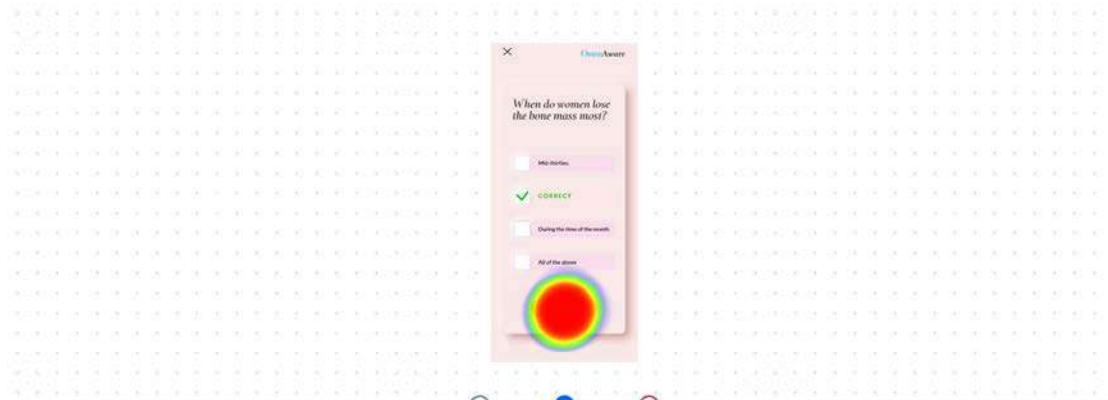 OsteoAware
When do women lose
the bone mass most?
Mid-thirties.
CORRECT
During the time of the month
All of the above